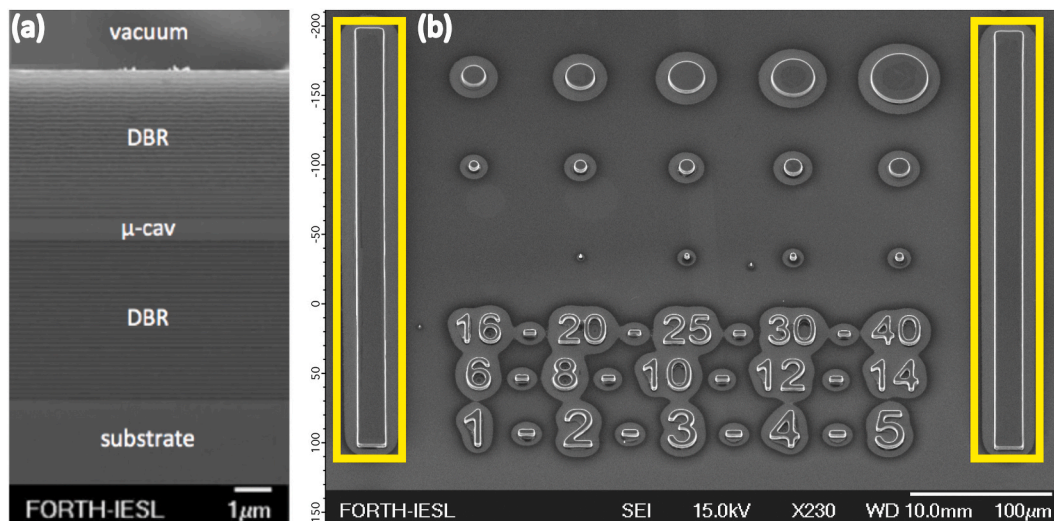 (a)
vacuum
DBR
μ-cav
DBR
substrate
FORTH-IESL 1μm
(b)
-200
-150
-100
-50
0
50
100
150
16 - 20 - 25 - 30 - 40
6 - 8 - 10 - 12 - 14
1 - 2 - 3 - 4 - 5
FORTH-IESL SEI 15.0kV X230 WD 10.0mm 100μm